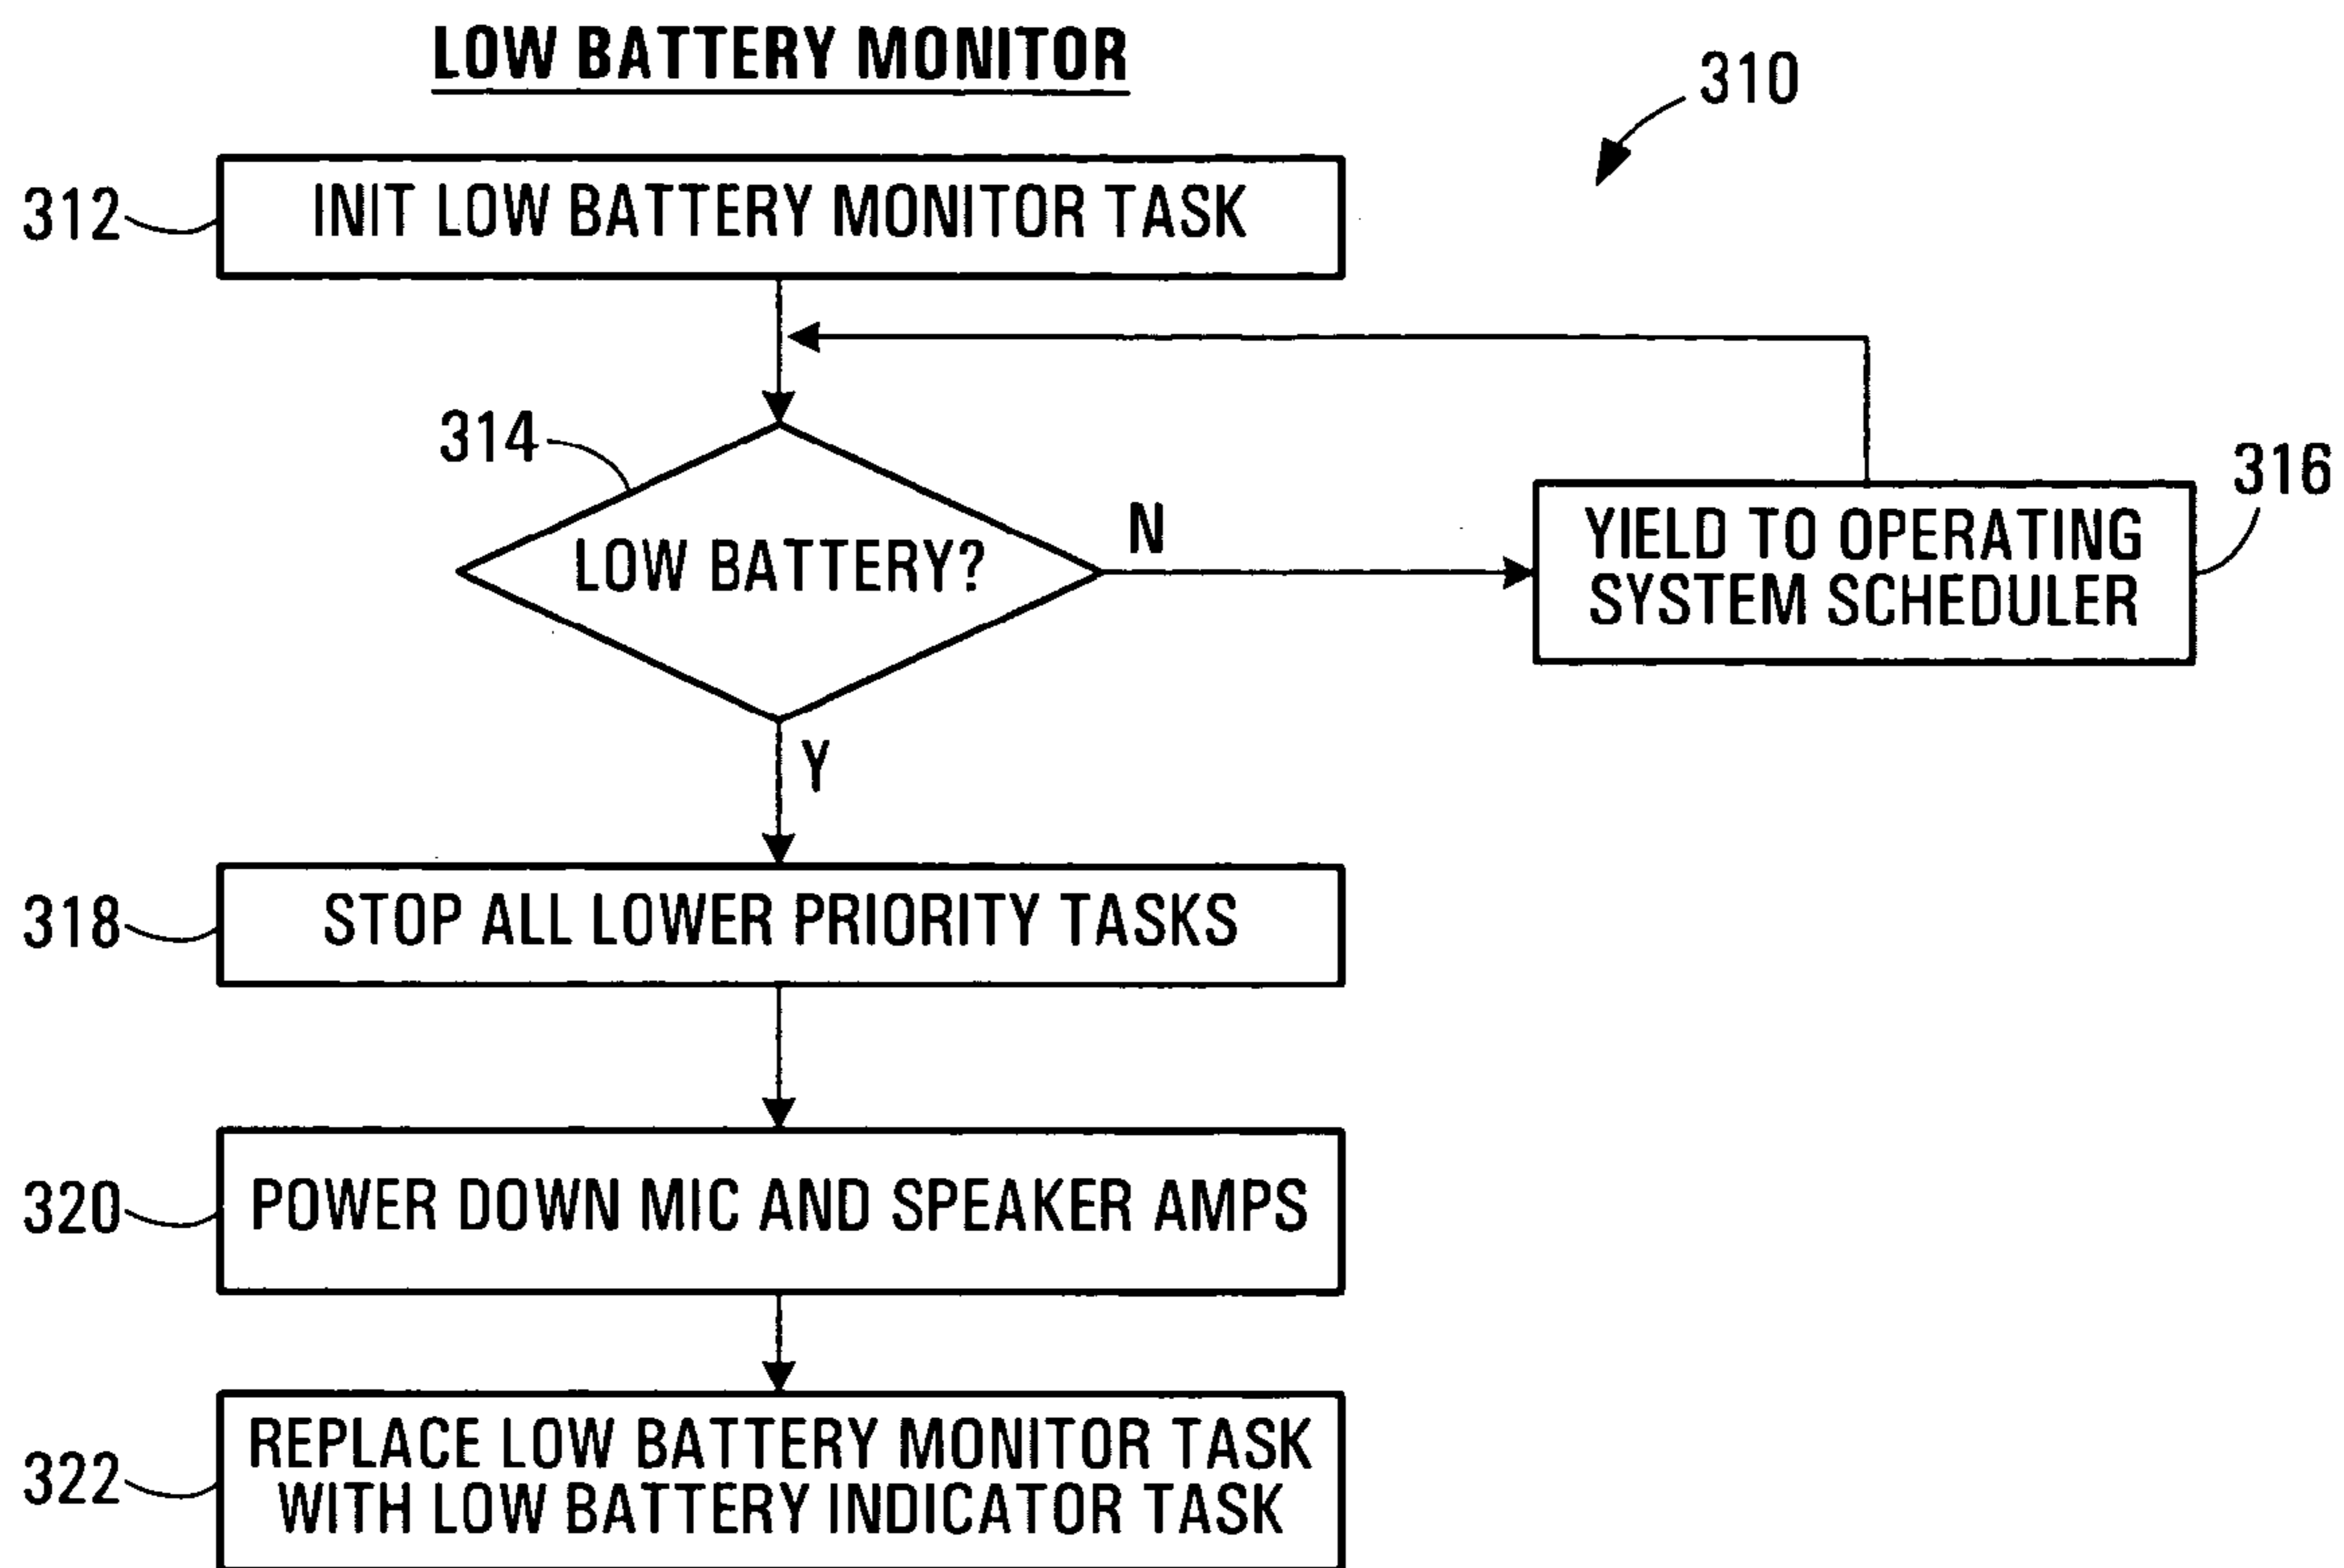 LOW BATTERY MONITOR
310
312
INIT LOW BATTERY MONITOR TASK
314
LOW BATTERY?
N
316
YIELD TO OPERATING
SYSTEM SCHEDULER
Y
318
STOP ALL LOWER PRIORITY TASKS
320
POWER DOWN MIC AND SPEAKER AMPS
322
REPLACE LOW BATTERY MONITOR TASK
WITH LOW BATTERY INDICATOR TASK